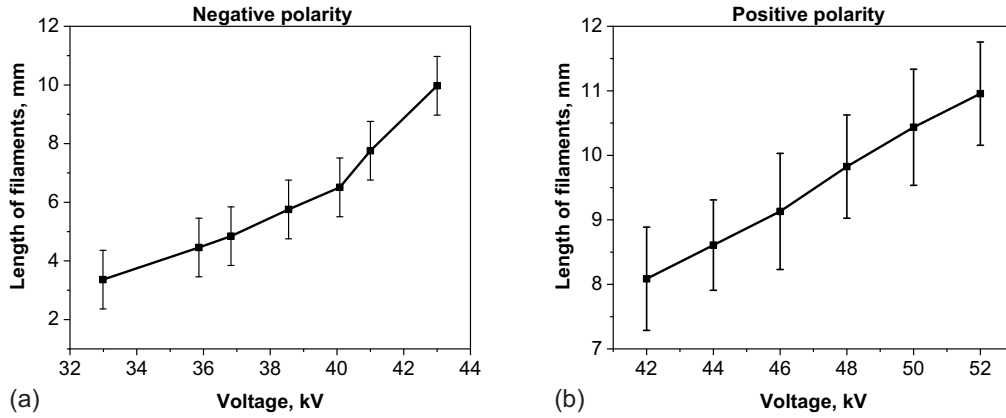 Negative polarity
12
10
8
6
4
2
32 34 36 38 40 42 44
Length of filaments, mm
Voltage, kV
(a)
Positive polarity
12
11
10
9
8
7
42 44 46 48 50 52
Length of filaments, mm
Voltage, kV
(b)